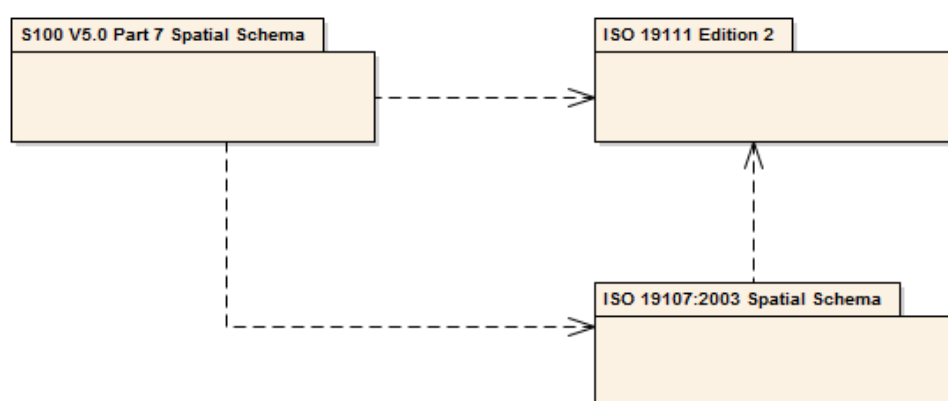 S100 V5.0 Part 7 Spatial Schema
ISO 19111 Edition 2
ISO 19107:2003 Spatial Schema